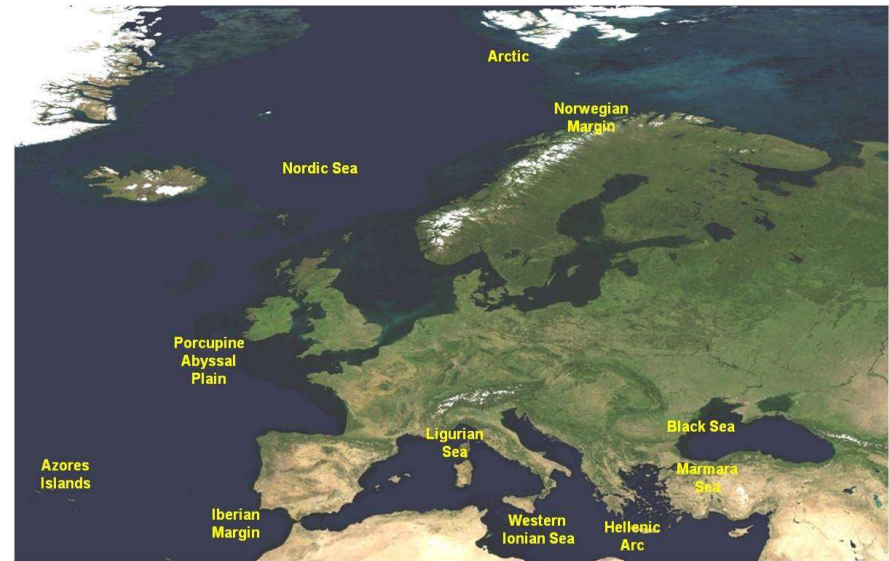 Arctic
Norwegian
Margin
Nordic Sea
Porcupine
Abyssal
Plain
Black Sea
Ligurian
Sea
Azores
Islands
Marmara
Sea
Iberian
Margin
Western
Ionian Sea
Hellenic
Arc